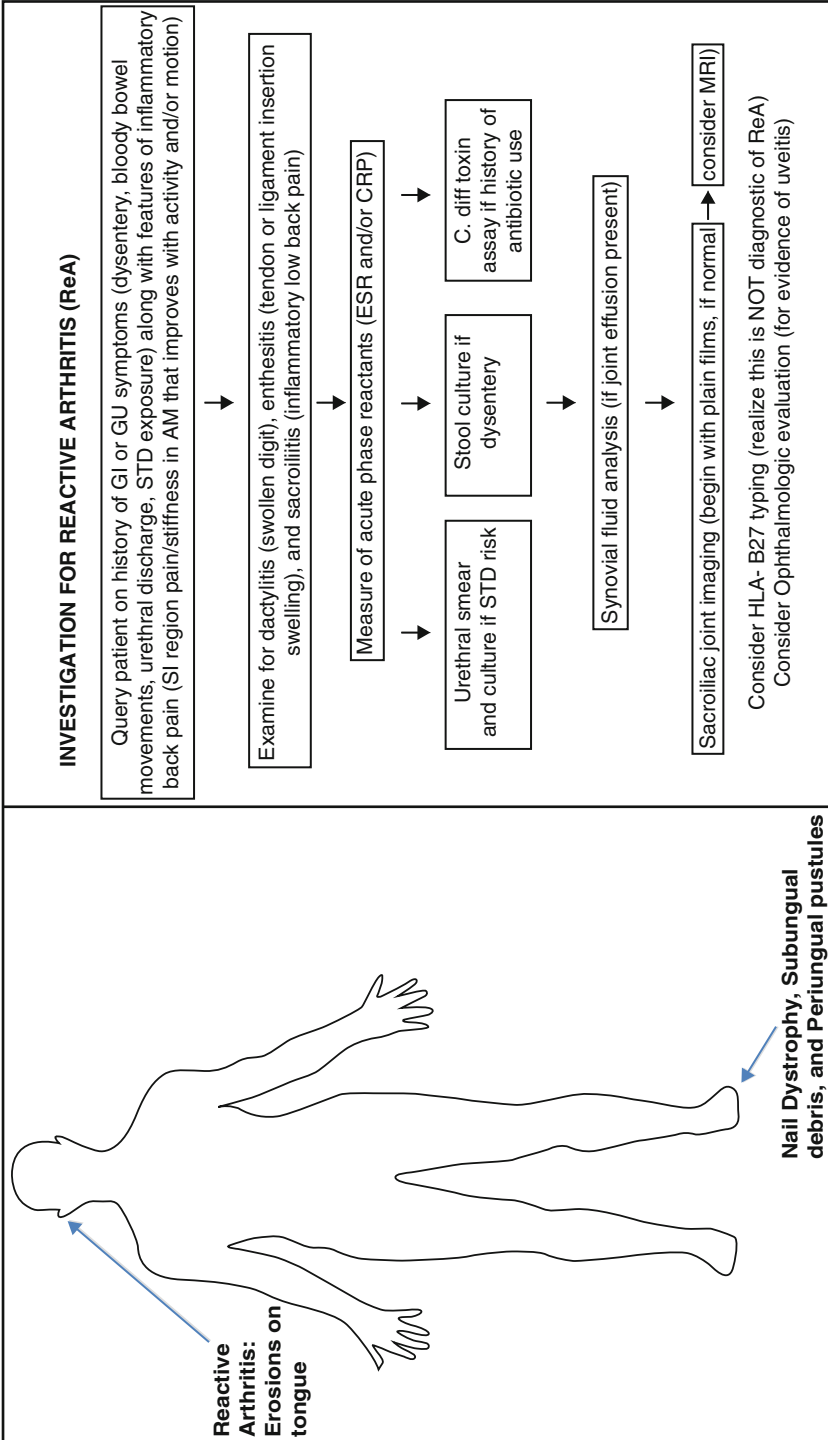 Reactive
Arthritis:
Erosions on
tongue
Nail Dystrophy, Subungual
debris, and Periungual pustules
INVESTIGATION FOR REACTIVE ARTHRITIS (ReA)
Query patient on history of GI or GU symptoms (dysentery, bloody bowel
movements, urethral discharge, STD exposure) along with features of inflammatory
back pain (SI region pain/stiffness in AM that improves with activity and/or motion)
Examine for dactylitis (swollen digit), enthesitis (tendon or ligament insertion
swelling), and sacroiliitis (inflammatory low back pain)
Measure of acute phase reactants (ESR and/or CRP)
Urethral smear
and culture if STD risk
Stool culture if
dysentery
C. diff toxin
assay if history of
antibiotic use
Synovial fluid analysis (if joint effusion present)
Sacroiliac joint imaging (begin with plain films, if normal
consider MRI)
Consider HLA- B27 typing (realize this is NOT diagnostic of ReA)
Consider Ophthalmologic evaluation (for evidence of uveitis)